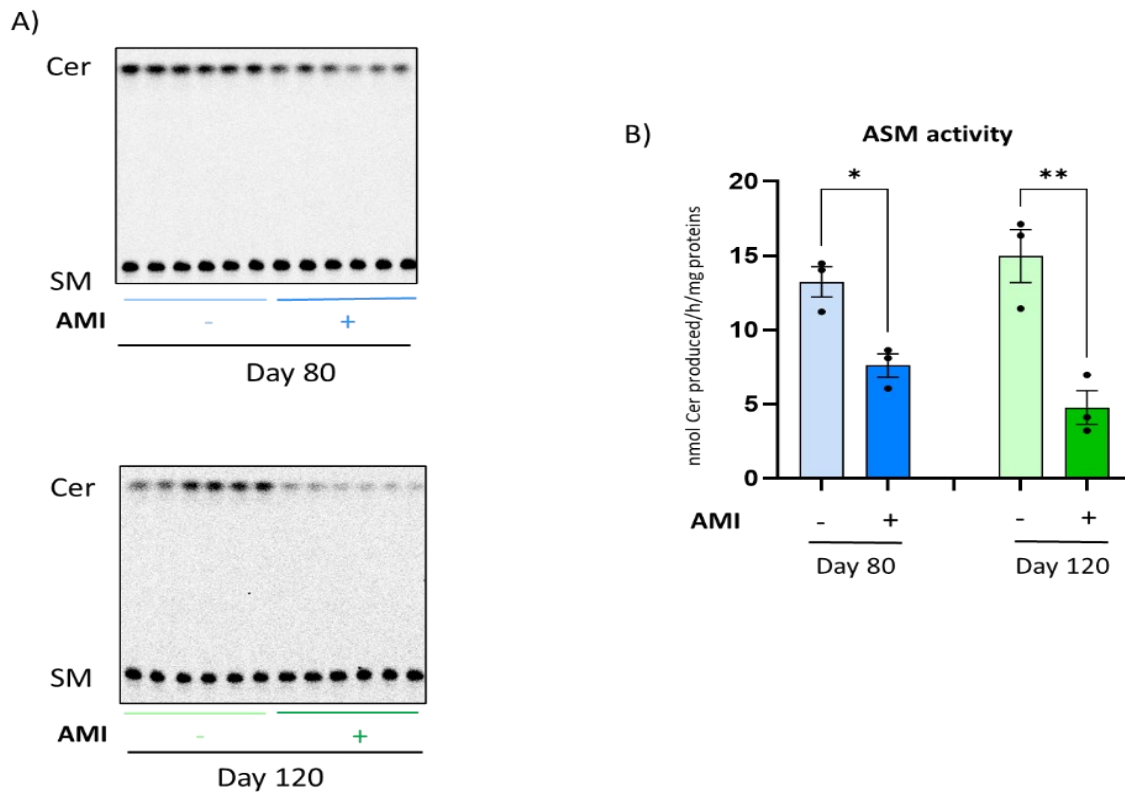 A)
Cer
SM
AMI - +
Day 80
Cer
SM
AMI - +
Day 120
B)
ASM activity
nmol Cer produced/h/mg proteins
20
15
10
5
0
* **
AMI - + - +
Day 80 Day 120